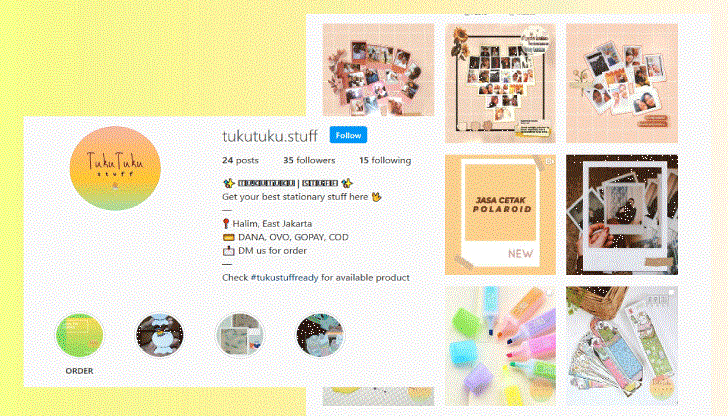 tukutuku.stuff
Follow
24 posts 35 followers 15 following
Get your best stationary stuff here
—
Halim, East Jakarta
DANA, OVO, GOPAY, COD
DM us for order
—
Check #tukustuffready for available product
TukuTuku
stuff
ORDER
JASA CETAK
POLAROID
NEW